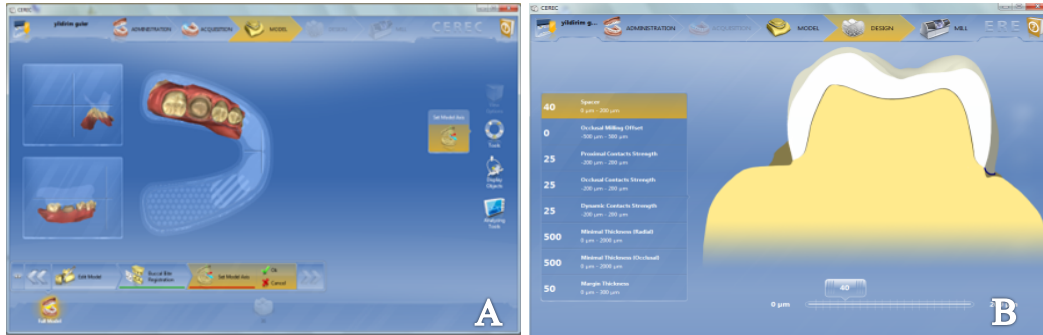 CEREC
yildirim guler
ADMINISTRATION
ACQUISITION
MODEL
MILL
CEREC
Set Model Axis
Tools
Display
Objects
Analyzing
Tools
Edit Model
Buccal Bite
Registration
Set Model Axis
Ok
Cancel
Full Model
A
CEREC
yildirim g...
ADMINISTRATION
ACQUISITION
MODEL
DESIGN
MILL
40
Spacer
0 µm - 200 µm
0
Occlusal Milling Offset
-500 µm - 500 µm
25
Proximal Contacts Strength
-200 µm - 200 µm
25
Occlusal Contacts Strength
-200 µm - 200 µm
25
Dynamic Contacts Strength
-200 µm - 200 µm
500
Minimal Thickness (Radial)
0 µm - 2000 µm
500
Minimal Thickness (Occlusal)
0 µm - 2000 µm
50
Margin Thickness
0 µm - 300 µm
40
0 µm
B